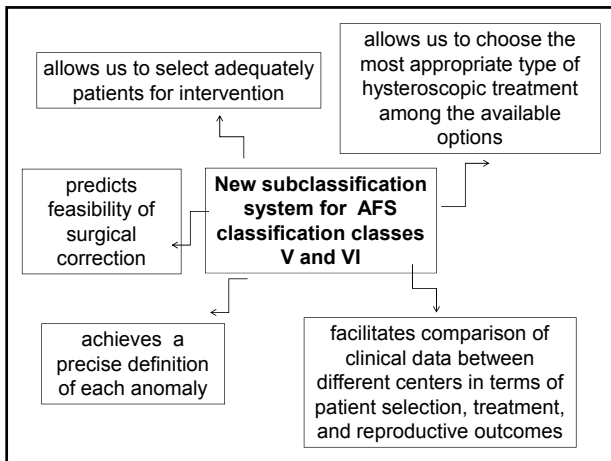 allows us to select adequately
patients for intervention
allows us to choose the
most appropriate type of
hysteroscopic treatment
among the available
options
predicts
feasibility of
surgical
correction
New subclassification
system for AFS
classification classes
V and VI
achieves a
precise definition
of each anomaly
facilitates comparison of
clinical data between
different centers in terms of
patient selection, treatment,
and reproductive outcomes